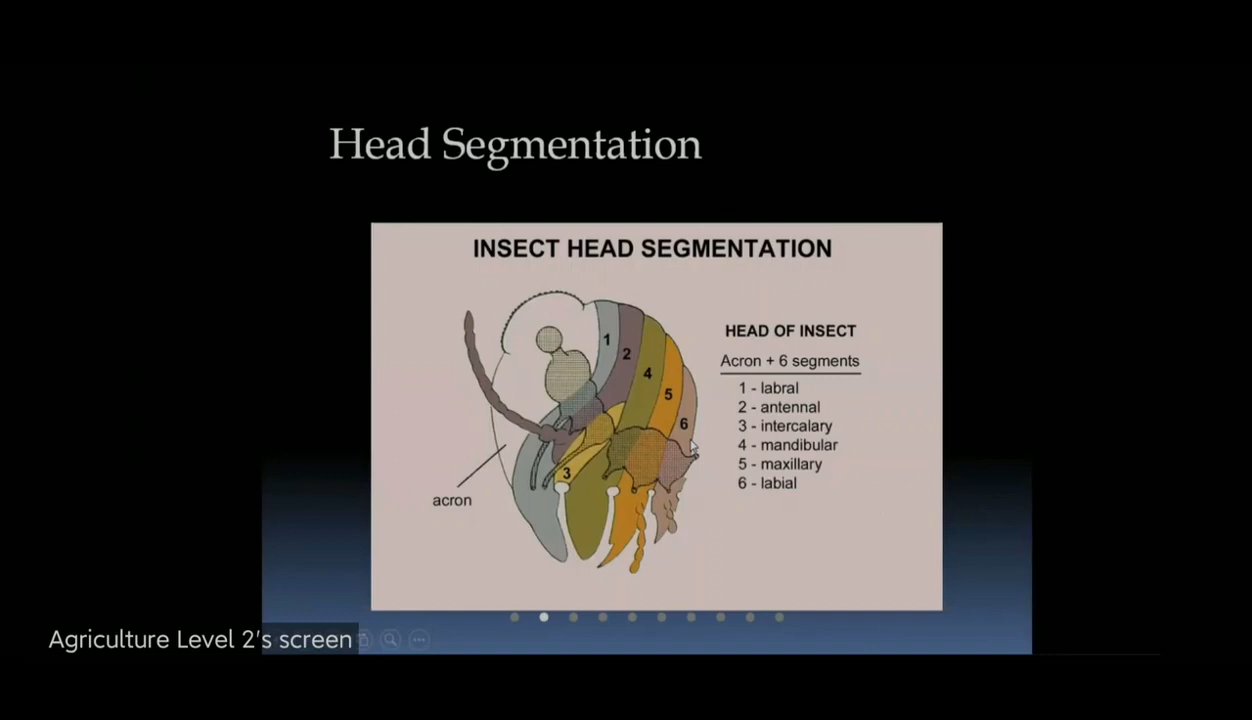 Head Segmentation
INSECT HEAD SEGMENTATION
1
2
4
5
6
3
acron
HEAD OF INSECT
Acron + 6 segments
1 - labral
2 - antennal
3 - intercalary
4 - mandibular
5 - maxillary
6 - labial
Agriculture Level 2's screen